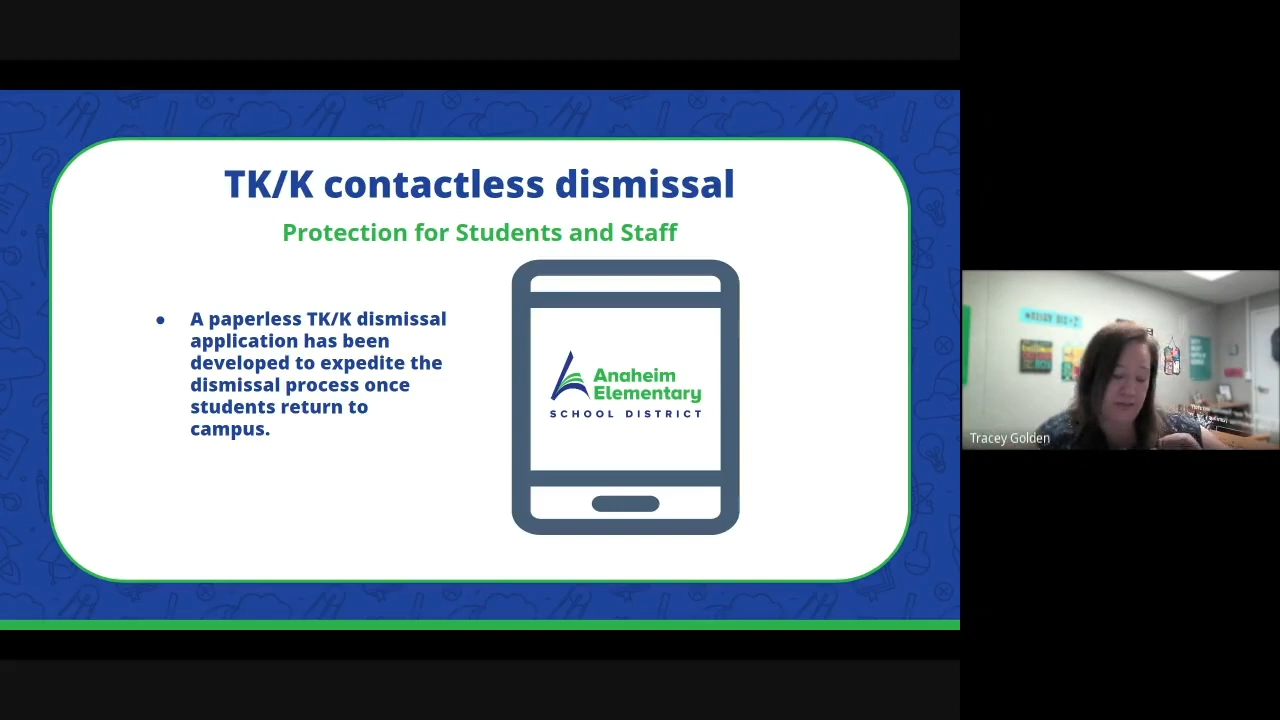 TK/K contactless dismissal
Protection for Students and Staff
● A paperless TK/K dismissal
application has been
developed to expedite the
dismissal process once
students return to
campus.
Anaheim
Elementary
SCHOOL DISTRICT
Tracey Golden